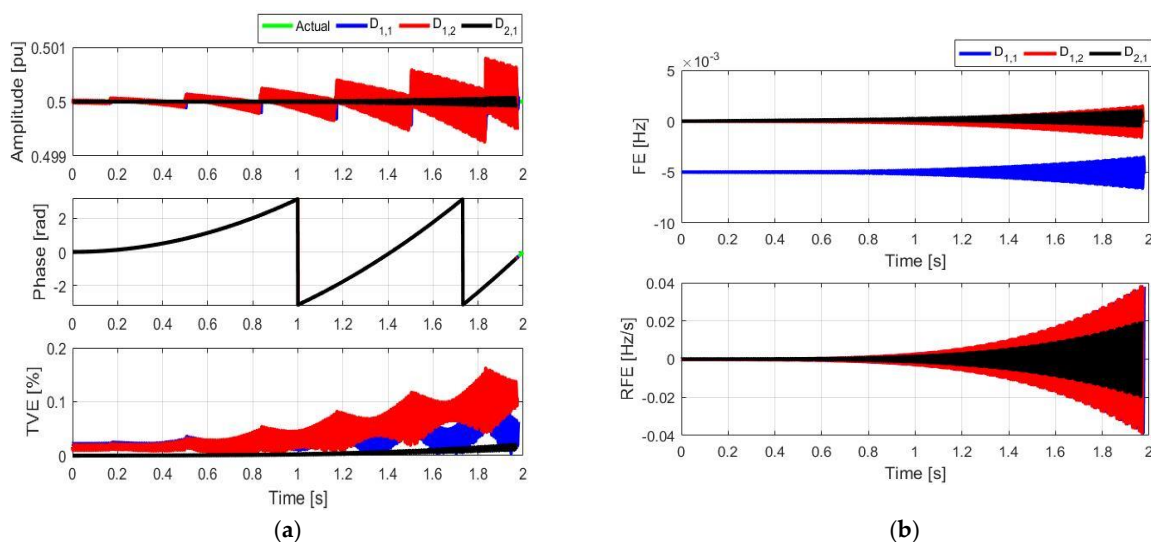 Actual D1,1 D1,2 D2,1
0.501
0.5
0.499
Amplitude [pu]
0 0.2 0.4 0.6 0.8 1 1.2 1.4 1.6 1.8 2
2
0
-2
Phase [rad]
0 0.2 0.4 0.6 0.8 1 1.2 1.4 1.6 1.8 2
0.2
0.1
0
TVE [%]
0 0.2 0.4 0.6 0.8 1 1.2 1.4 1.6 1.8 2
Time [s]
(a)
D1,1 D1,2 D2,1
× 10-3
5
0
-5
-10
FE [Hz]
0 0.2 0.4 0.6 0.8 1 1.2 1.4 1.6 1.8 2
Time [s]
0.04
0.02
0
-0.02
-0.04
RFE [Hz/s]
0 0.2 0.4 0.6 0.8 1 1.2 1.4 1.6 1.8 2
Time [s]
(b)